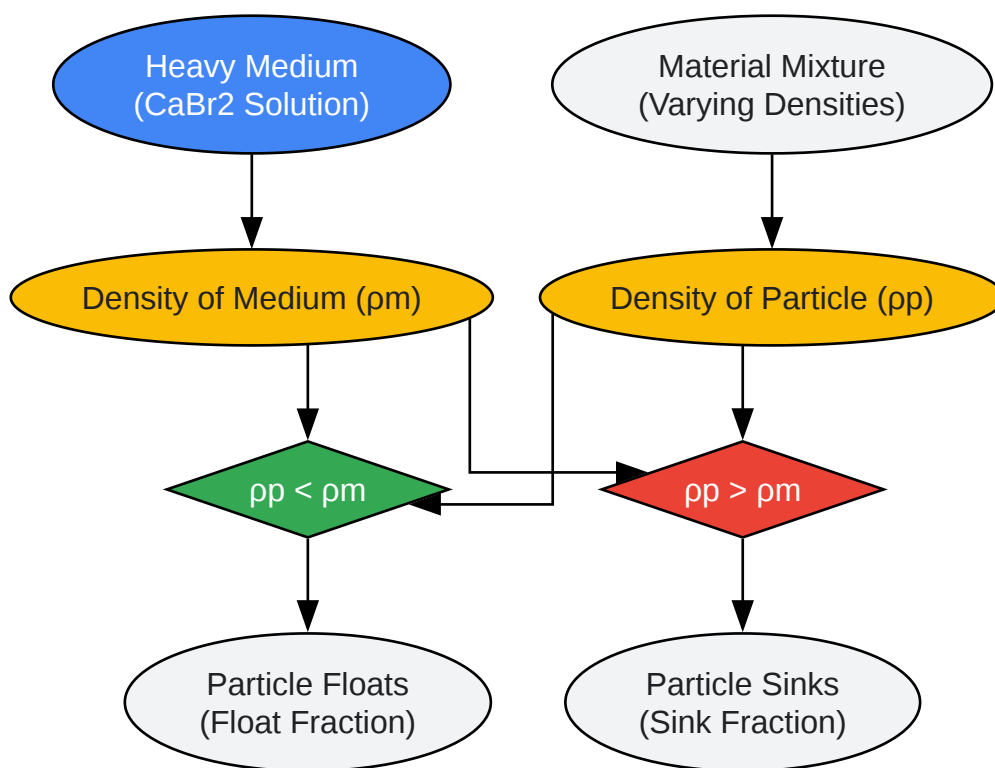 Heavy Medium
(CaBr2 Solution)
Material Mixture
(Varying Densities)
Density of Medium (ρm)
Density of Particle (ρp)
ρp < ρm
ρp > ρm
Particle Floats
(Float Fraction)
Particle Sinks
(Sink Fraction)